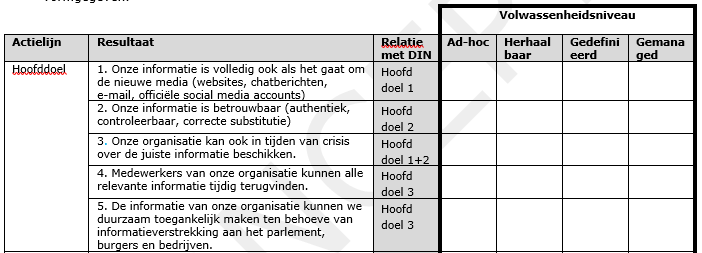 Volwassenheidsniveau
Actielijn Resultaat Relatie met DIN Ad-hoc Herhaal baar Gedefini eerd Gemana ged
Hoofddoel
1. Onze informatie is volledig ook als het gaat om
de nieuwe media (websites, chatberichten,
e-mail, officiële social media accounts)
Hoofd
doel 1
2. Onze informatie is betrouwbaar (authentiek,
controleerbaar, correcte substitutie)
Hoofd
doel 2
3. Onze organisatie kan ook in tijden van crisis
over de juiste informatie beschikken.
Hoofd
doel 1+2
4. Medewerkers van onze organisatie kunnen alle
relevante informatie tijdig terugvinden.
Hoofd
doel 3
5. De informatie van onze organisatie kunnen we
duurzaam toegankelijk maken ten behoeve van
informatieverstrekking aan het parlement,
burgers en bedrijven.
Hoofd
doel 3